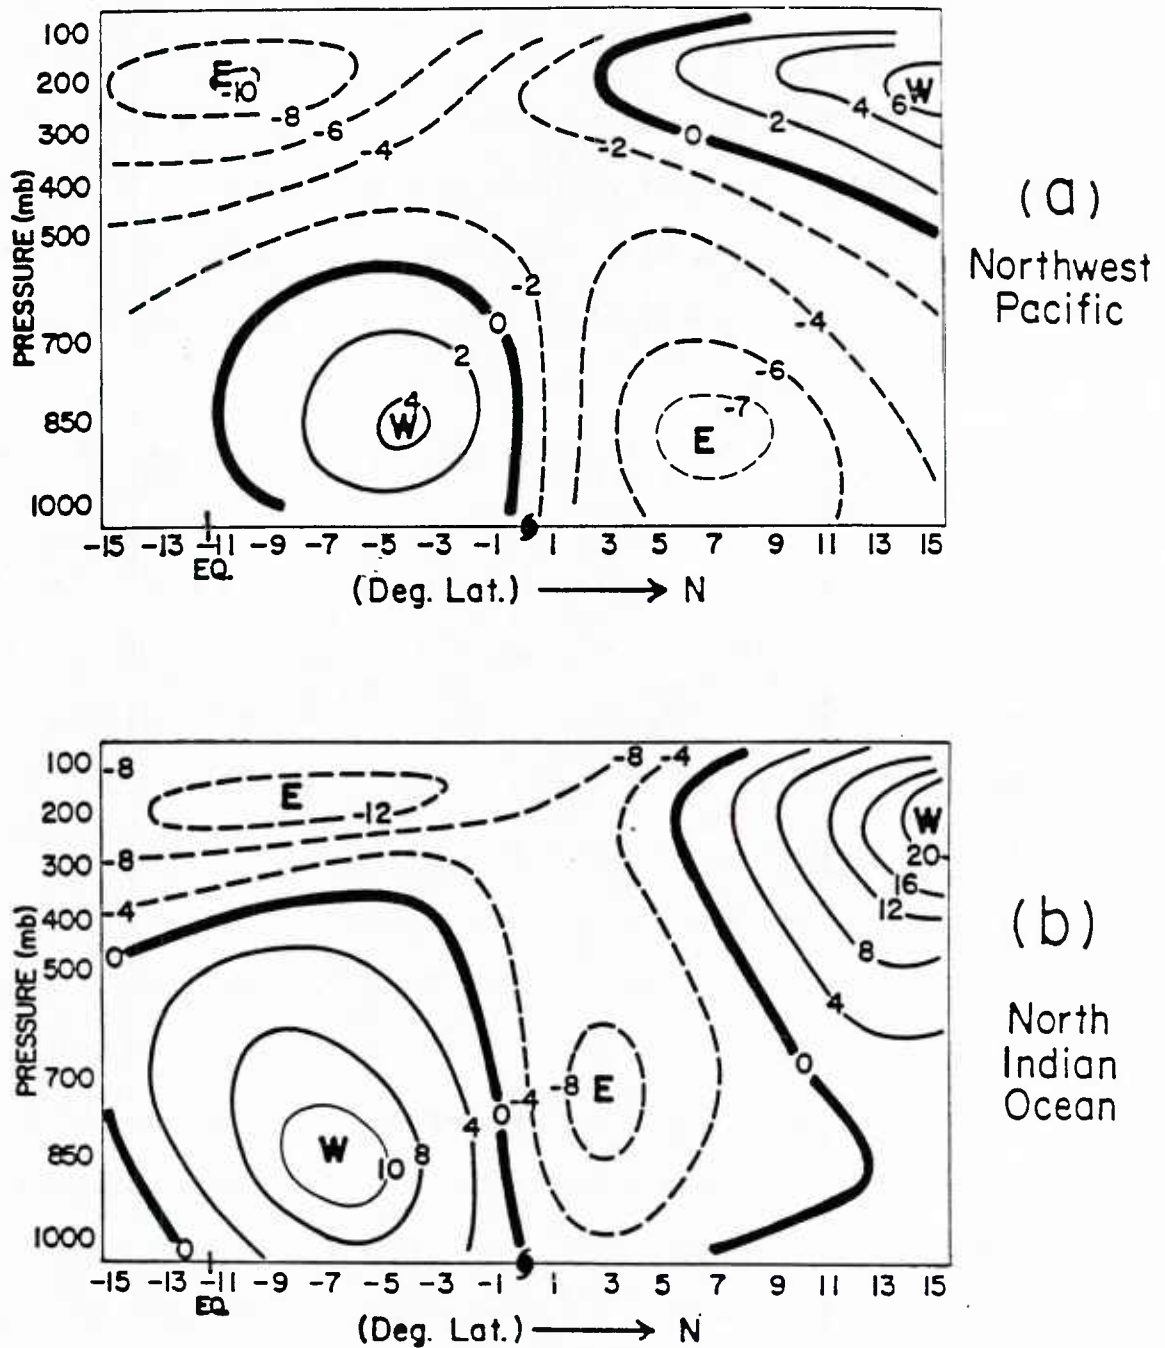 100
200
300
400
500
700
850
1000
PRESSURE (mb)
E
-10
-8
-6
-4
-2
0
2
4
6
W
-2
0
2
4
W
-4
-6
-7
E
-15 -13 -11 -9 -7 -5 -3 -1 1 3 5 7 9 11 13 15
EQ.
(Deg. Lat.) N
(a)
Northwest
Pacific
100
200
300
400
500
700
850
1000
PRESSURE (mb)
-8
E
-12
-8
-4
0
-8
-4
W
20
16
12
8
4
0
-8
E
-4
0
4
8
10
W
0
-15 -13 -11 -9 -7 -5 -3 -1 1 3 5 7 9 11 13 15
EQ.
(Deg. Lat.) N
(b)
North
Indian
Ocean